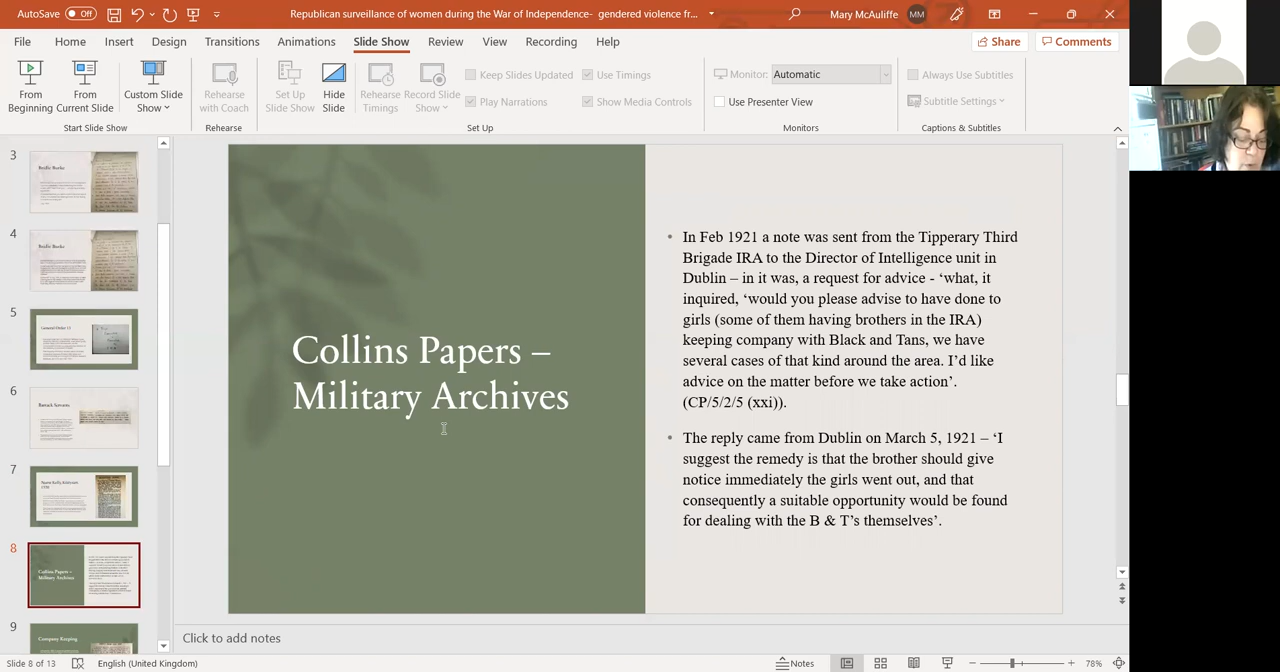 AutoSave Off
Republican surveillance of women during the War of Independence- gendered violence fr...
Mary McAuliffe MM
File Home Insert Design Transitions Animations Slide Show Review View Recording Help
Share Comments
From Beginning
From Current Slide
Custom Slide Show
Rehearse with Coach
Set Up Slide Show
Hide Slide
Rehearse Timings
Record Slide Show
Keep Slides Updated
Play Narrations
Use Timings
Show Media Controls
Monitor: Automatic
Use Presenter View
Always Use Subtitles
Subtitle Settings
Start Slide Show Rehearse Set Up Monitors Captions & Subtitles
3
4
5
General Order 13
6
Barrack Servants
7
8
Collins Papers –
Military Archives
9
Company Keeping
Collins Papers –
Military Archives
• In Feb 1921 a note was sent from the Tipperary Third
Brigade IRA to the Director of Intelligence unit in
Dublin – in it was, a request for advice - ‘what, it
inquired, ‘would you please advise to have done to
girls (some of them having brothers in the IRA)
keeping company with Black and Tans, we have
several cases of that kind around the area. I’d like
advice on the matter before we take action’.
(CP/5/2/5 (xxi)).
• The reply came from Dublin on March 5, 1921 – ‘I
suggest the remedy is that the brother should give
notice immediately the girls went out, and that
consequently a suitable opportunity would be found
for dealing with the B & T’s themselves’.
Click to add notes
Slide 8 of 13 English (United Kingdom) Notes 78%